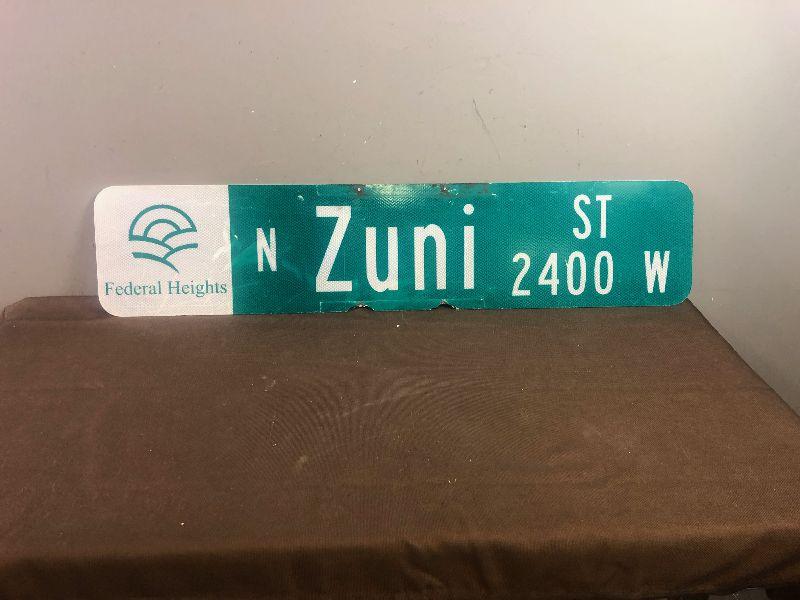 Federal Heights
N Zuni ST
2400 W